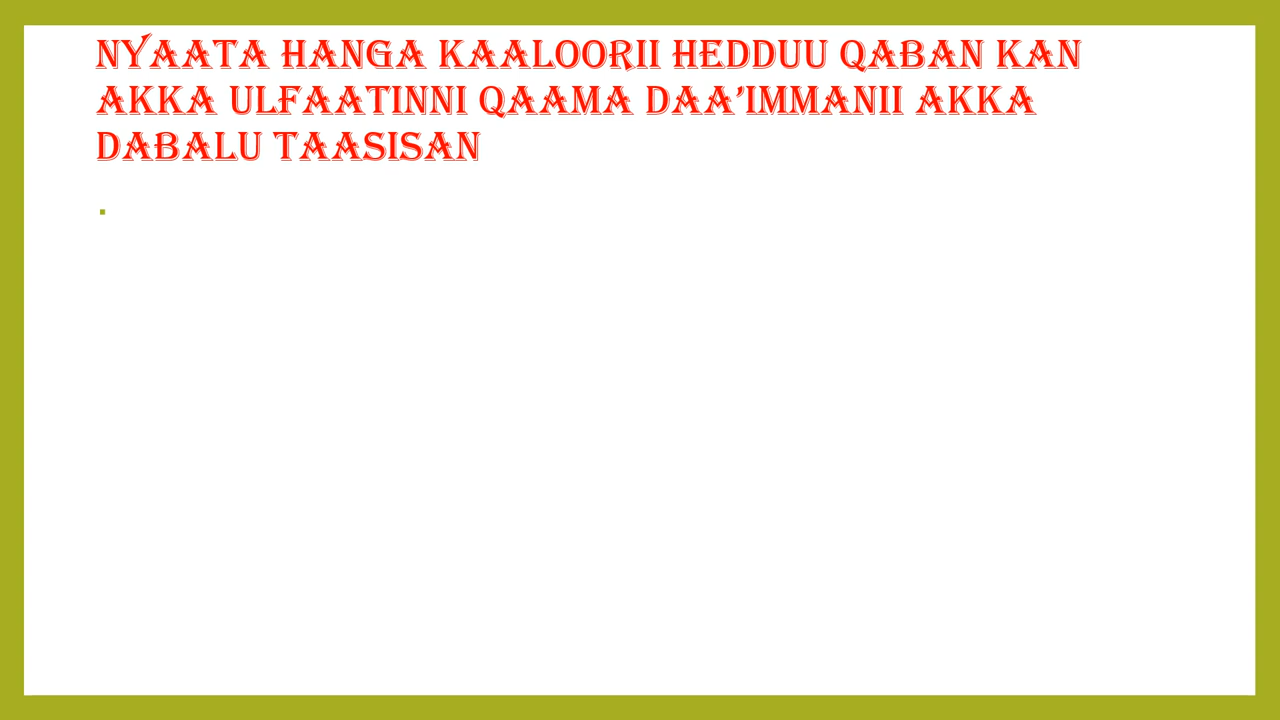 NYAATA HANGA KAALOORII HEDDUU QABAN KAN
AKKA ULFAATINNI QAAMA DAA’IMMANII AKKA
DABALU TAASISAN